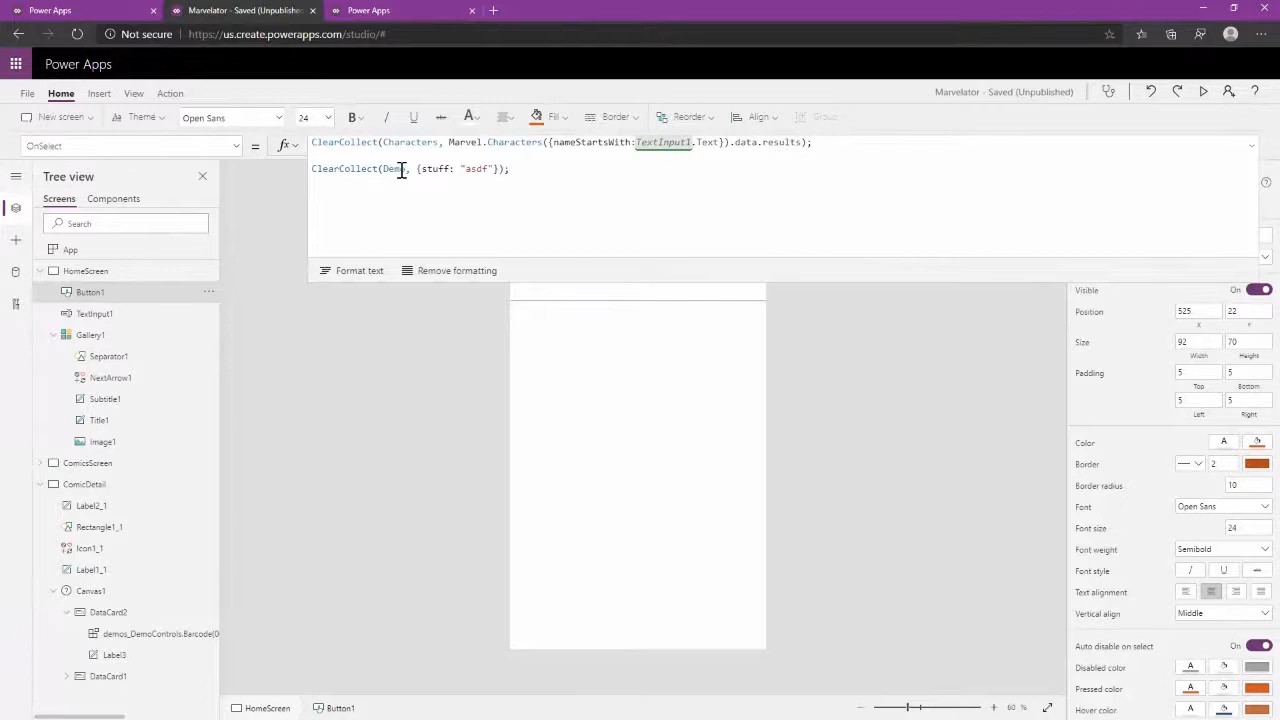 Power Apps
Marvelator - Saved (Unpublished)
Power Apps
Not secure
https://us.create.powerapps.com/studio/#
Power Apps
File Home Insert View Action
Marvelator - Saved (Unpublished)
New screen Theme Open Sans 24 B / U abc A Fill Border Reorder Align Group
OnSelect = fx
ClearCollect(Characters, Marvel.Characters({nameStartsWith:TextInput1.Text}).data.results);
ClearCollect(Demo, {stuff: "asdf"});
Format text Remove formatting
Tree view
Screens Components
Search
App
HomeScreen
Button1
TextInput1
Gallery1
Separator1
NextArrow1
Subtitle1
Title1
Image1
ComicsScreen
ComicDetail
Label2_1
Rectangle1_1
Icon1_1
Label1_1
Canvas1
DataCard2
demos_DemoControls.Barcode(0
Label3
DataCard1
Visible On
Position 525 22
X Y
Size 92 70
Width Height
Padding 5 5
Top Bottom
5 5
Left Right
Color A
Border 2
Border radius 10
Font Open Sans
Font size 24
Font weight Semibold
Font style / U abc
Text alignment
Vertical align Middle
Auto disable on select On
Disabled color A
Pressed color A
Hover color A
HomeScreen Button1
60 %